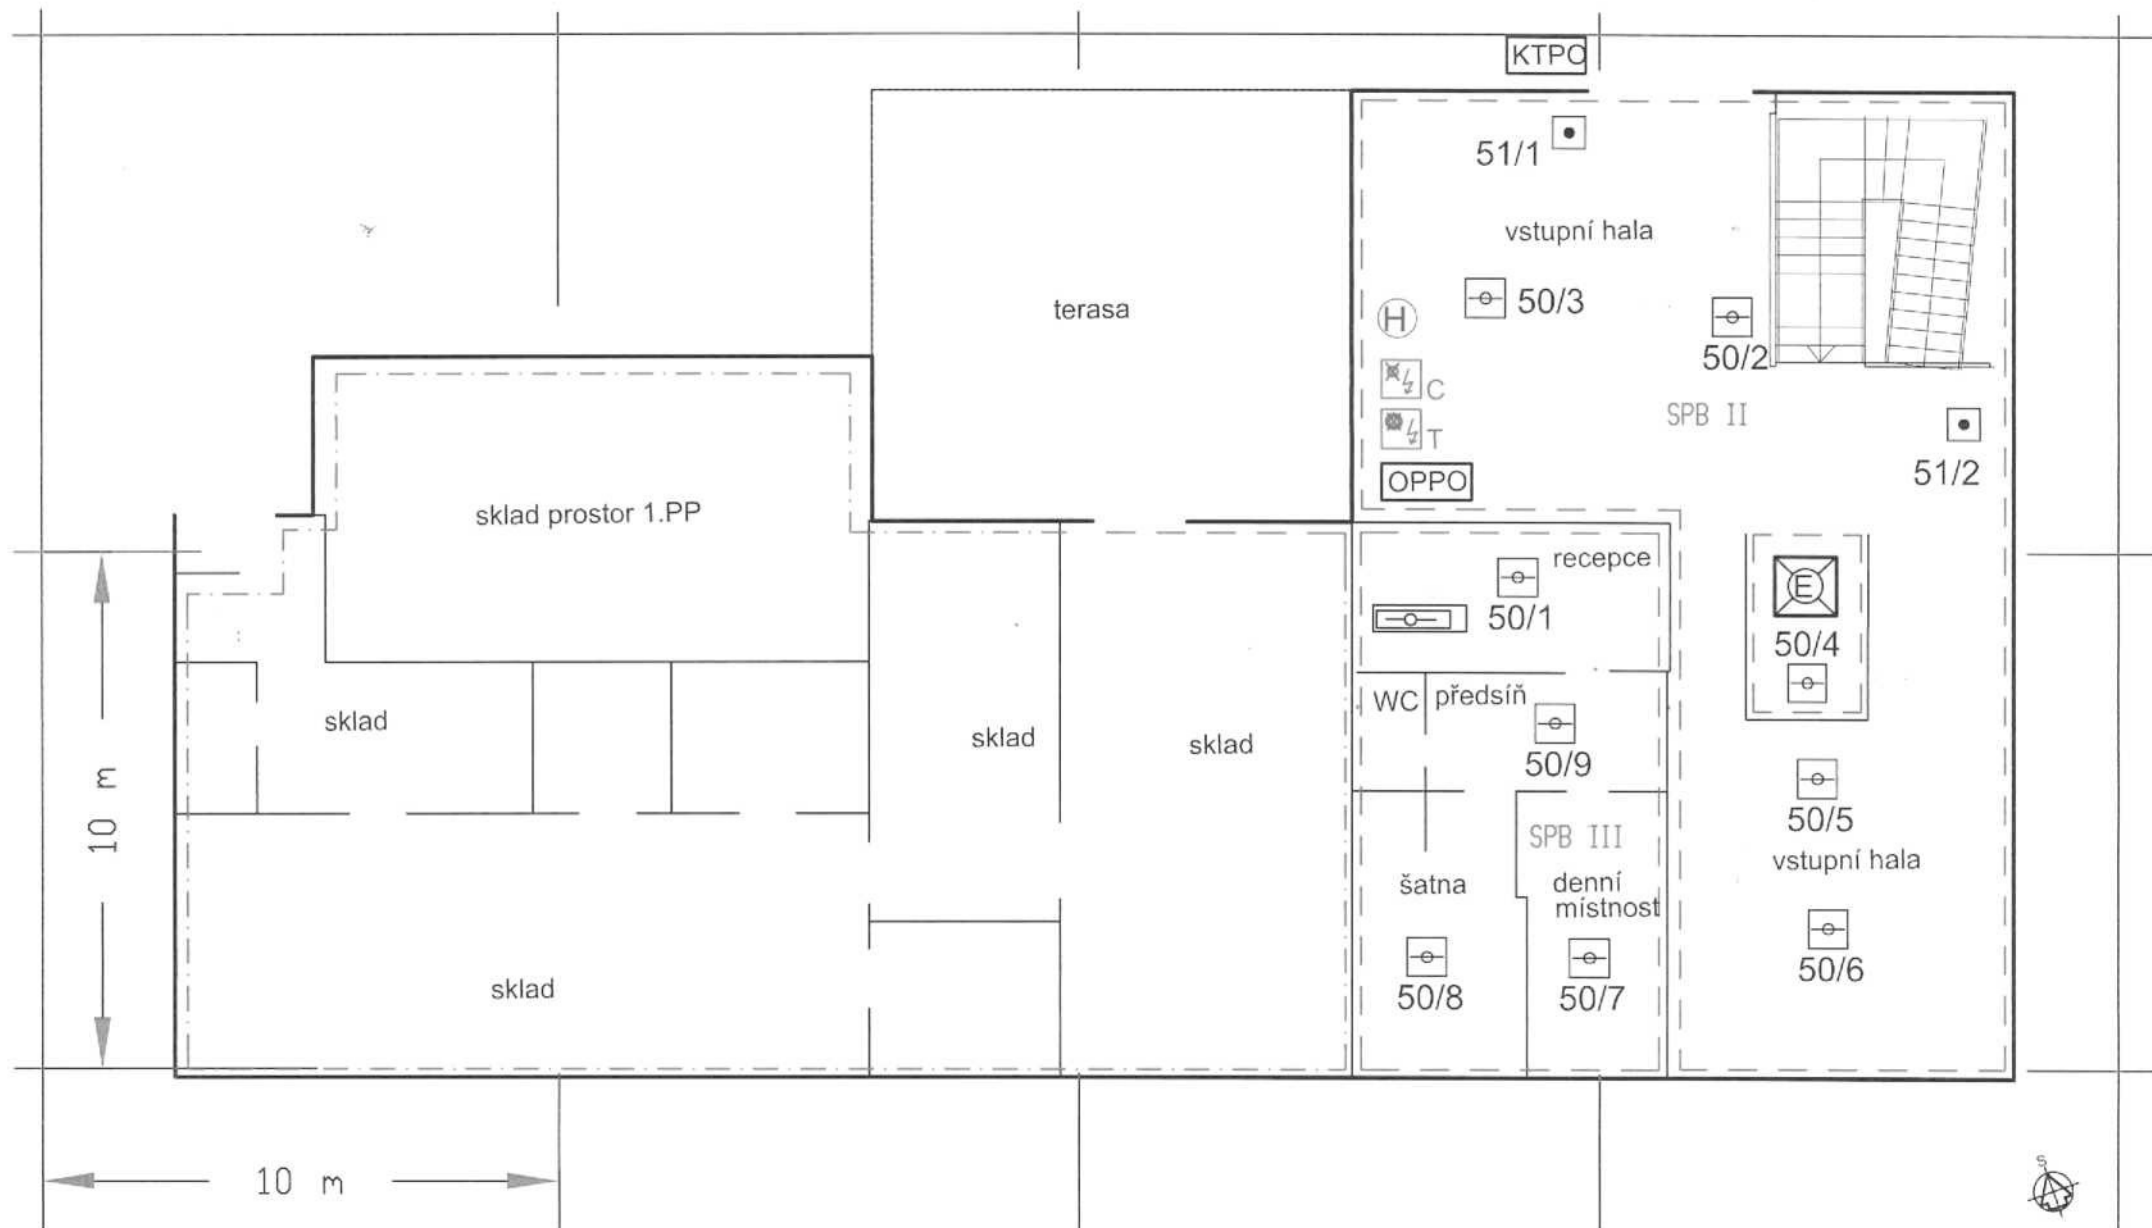 KTPO
51/1
vstupní hala
terasa
50/3
H
50/2
C
SPB II
T
51/2
OPPO
sklad prostor 1.PP
recepce
E
50/1
50/4
WC
předsíň
sklad
sklad
sklad
50/9
10 m
50/5
SPB III
vstupní hala
šatna
denní
místnost
50/6
sklad
50/8
50/7
10 m
S